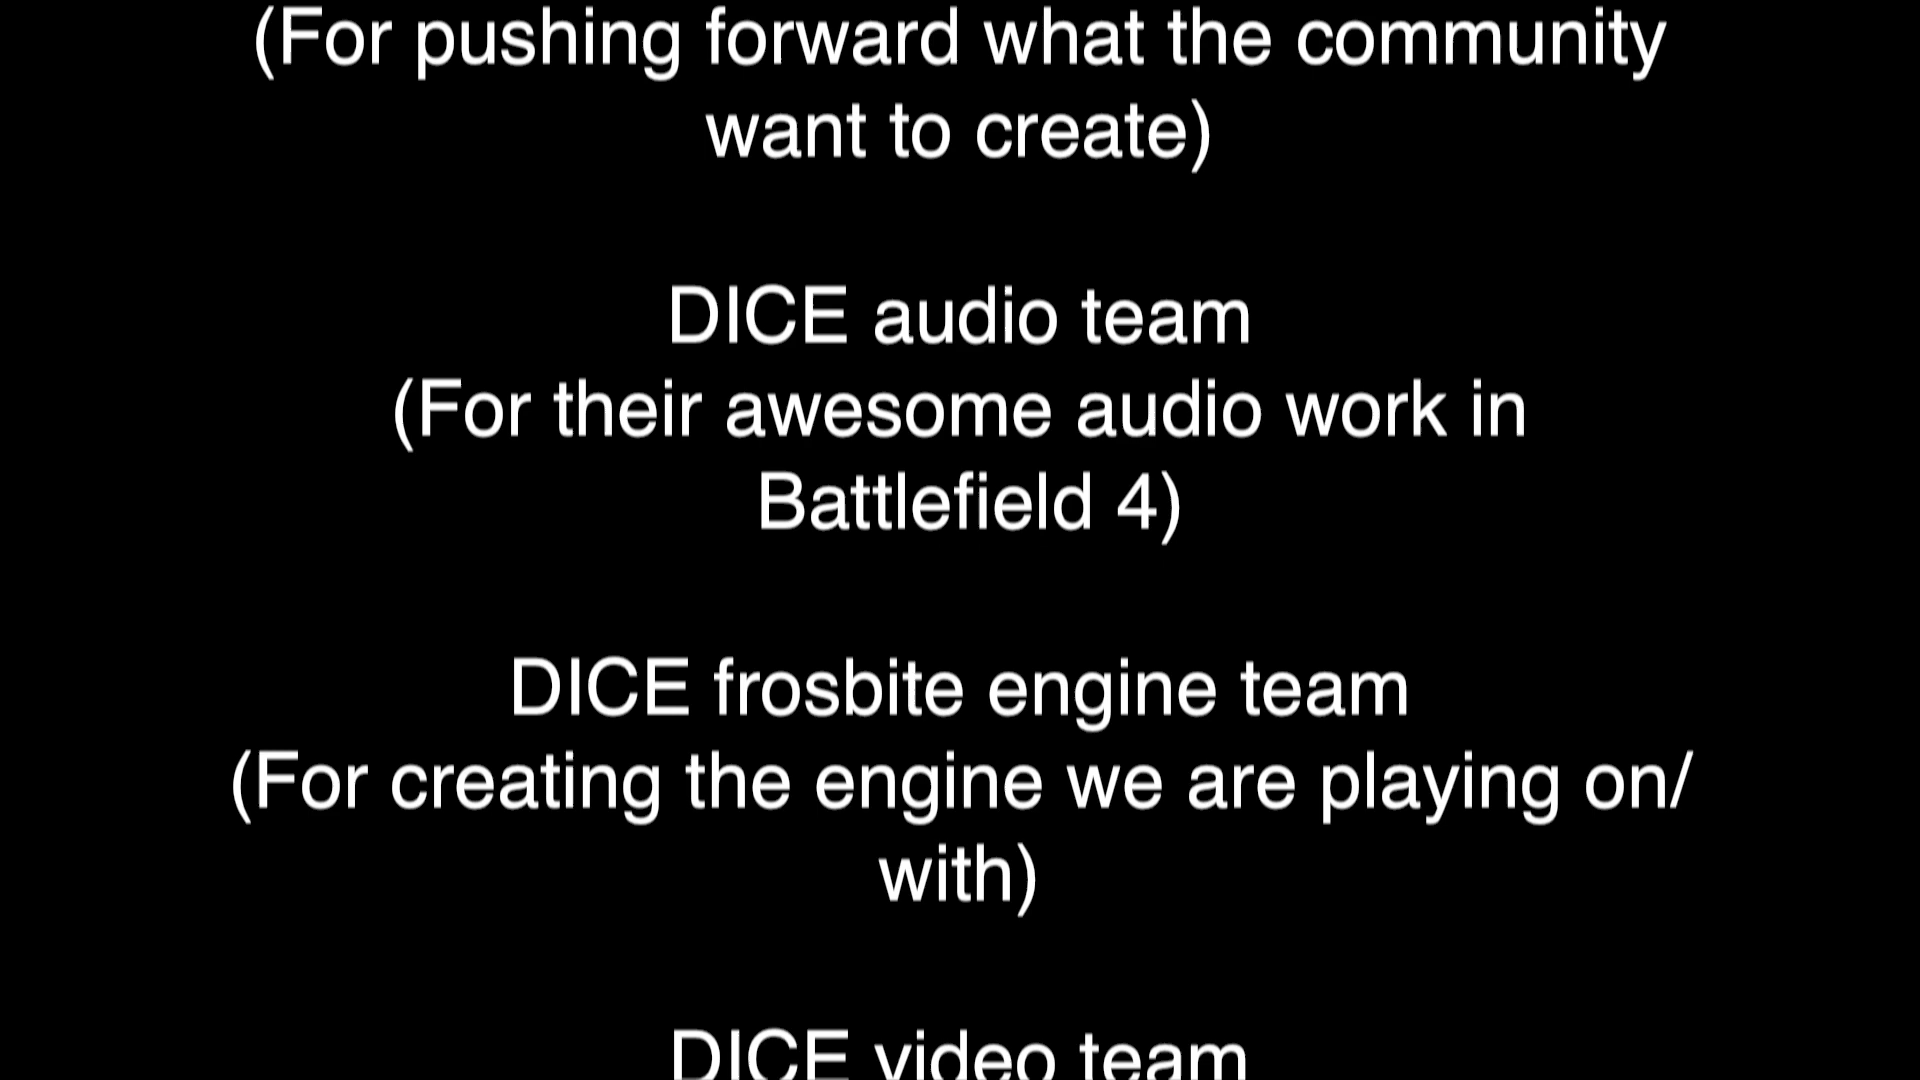 (For pushing forward what the community
want to create)
DICE audio team
(For their awesome audio work in
Battlefield 4)
DICE frosbite engine team
(For creating the engine we are playing on/
with)
DICE video team